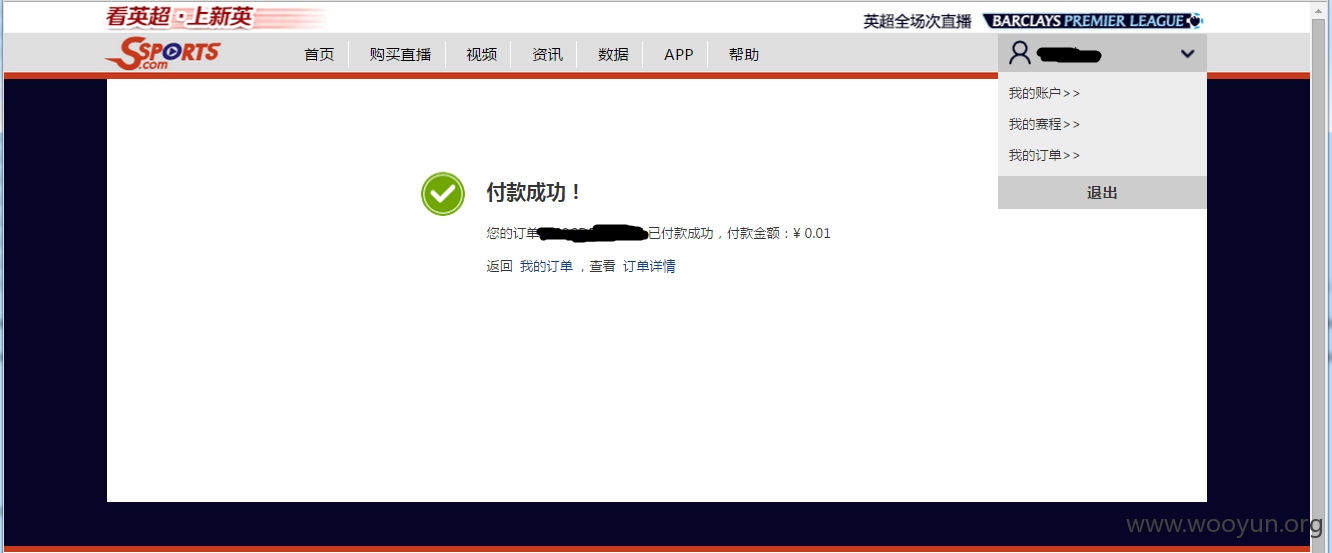 看英超·上新英
英超全场次直播 BARCLAYS PREMIER LEAGUE
SSPORTS.com 首页 购买直播 视频 资讯 数据 APP 帮助
我的账户>>
我的赛程>>
我的订单>>
退出
付款成功！
您的订单 已付款成功，付款金额：¥ 0.01
返回 我的订单 ，查看 订单详情
www.wooyun.org